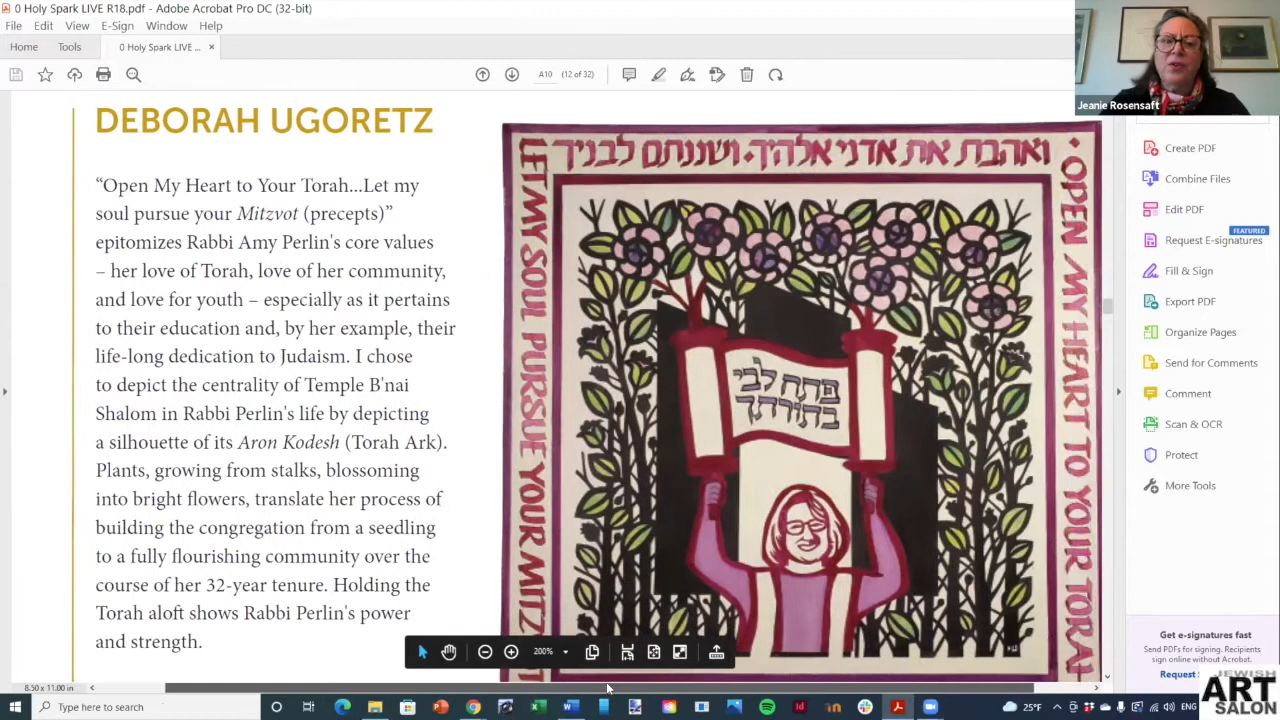 0 Holy Spark LIVE R18.pdf - Adobe Acrobat Pro DC (32-bit)
File Edit View E-Sign Window Help
Home Tools 0 Holy Spark LIVE ... ×
A10 (12 of 32)
Jeanie Rosensaft
DEBORAH UGORETZ
“Open My Heart to Your Torah...Let my
soul pursue your Mitzvot (precepts)”
epitomizes Rabbi Amy Perlin's core values
– her love of Torah, love of her community,
and love for youth – especially as it pertains
to their education and, by her example, their
life-long dedication to Judaism. I chose
to depict the centrality of Temple B'nai
Shalom in Rabbi Perlin's life by depicting
a silhouette of its Aron Kodesh (Torah Ark).
Plants, growing from stalks, blossoming
into bright flowers, translate her process of
building the congregation from a seedling
to a fully flourishing community over the
course of her 32-year tenure. Holding the
Torah aloft shows Rabbi Perlin's power
and strength.
ואהבת את אדני אלהיך • ושננתם לבניך
• OPEN MY HEART TO YOUR TORAH
LET MY SOUL PURSUE YOUR MITZ
פתח לבי
בתורתך
Create PDF
Combine Files
Edit PDF
FEATURED
Request E-signatures
Fill & Sign
Export PDF
Organize Pages
Send for Comments
Comment
Scan & OCR
Protect
More Tools
Get e-signatures fast
Send PDFs for signing. Recipients
sign online without Acrobat.
Request
200%
8.50 x 11.00 in
Type here to search
25°F
ENG
JEWISH
ART
SALON